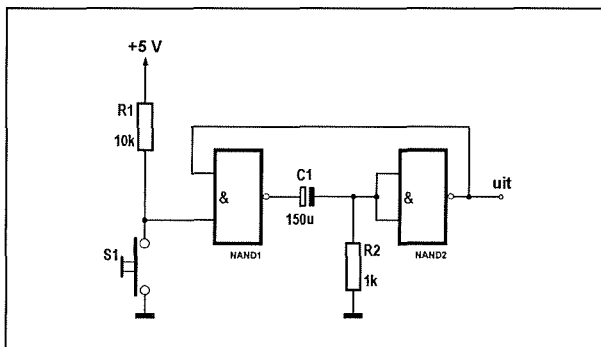 +5 V
R1
10k
S1
&
NAND1
C1
150u
R2
1k
&
NAND2
uit